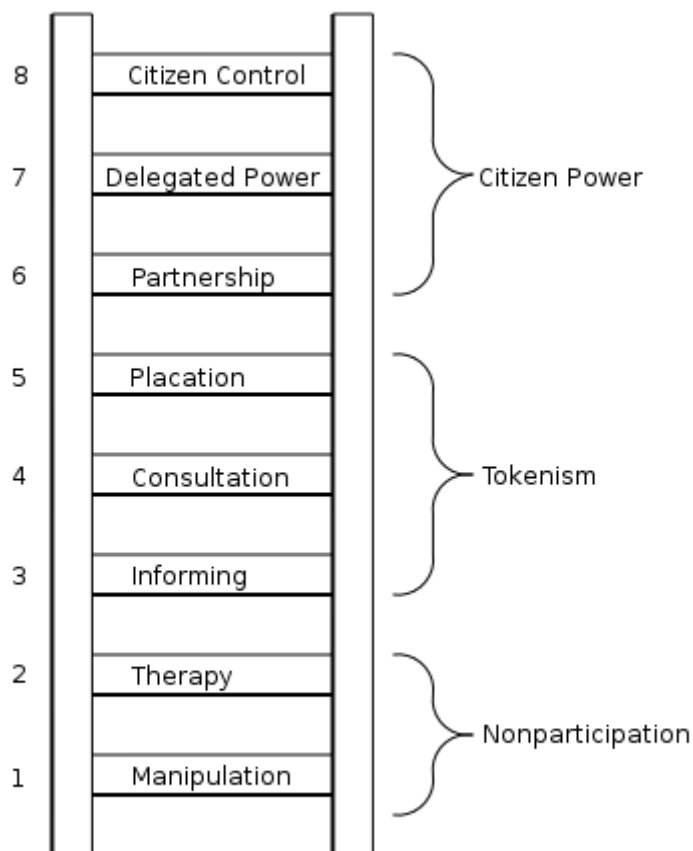 8 Citizen Control
7 Delegated Power Citizen Power
6 Partnership
5 Placation
4 Consultation Tokenism
3 Informing
2 Therapy
Nonparticipation
1 Manipulation